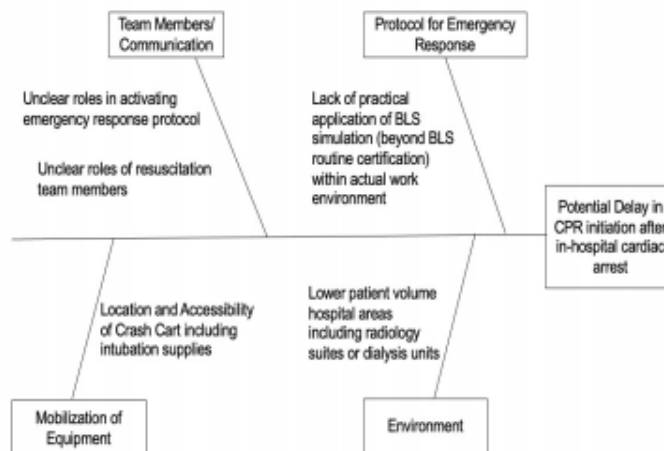 Team Members/
Communication
Protocol for Emergency
Response
Unclear roles in activating
emergency response protocol
Unclear roles of resuscitation
team members
Lack of practical
application of BLS
simulation (beyond BLS
routine certification)
within actual work
environment
Potential Delay in
CPR initiation after
in-hospital cardiac
arrest
Location and Accessibility
of Crash Cart including
intubation supplies
Lower patient volume
hospital areas
including radiology
suites or dialysis units
Mobilization of
Equipment
Environment